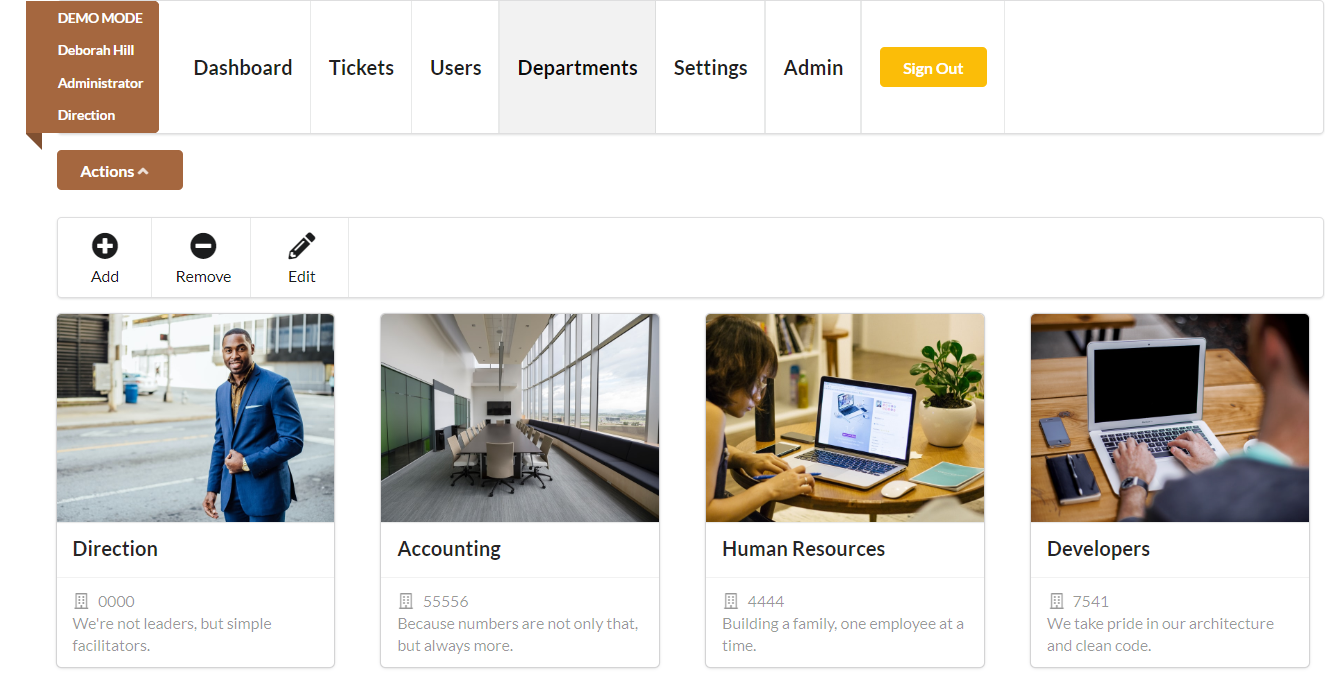 DEMO MODE
Deborah Hill
Administrator
Direction
Dashboard
Tickets
Users
Departments
Settings
Admin
Sign Out
Actions
Add
Remove
Edit
Direction
0000
We're not leaders, but simple
facilitators.
Accounting
55556
Because numbers are not only that,
but always more.
Human Resources
4444
Building a family, one employee at a
time.
Developers
7541
We take pride in our architecture
and clean code.